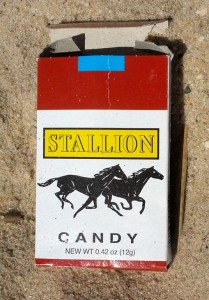 STALLION
CANDY
NEW WT 0.42 oz (12g)